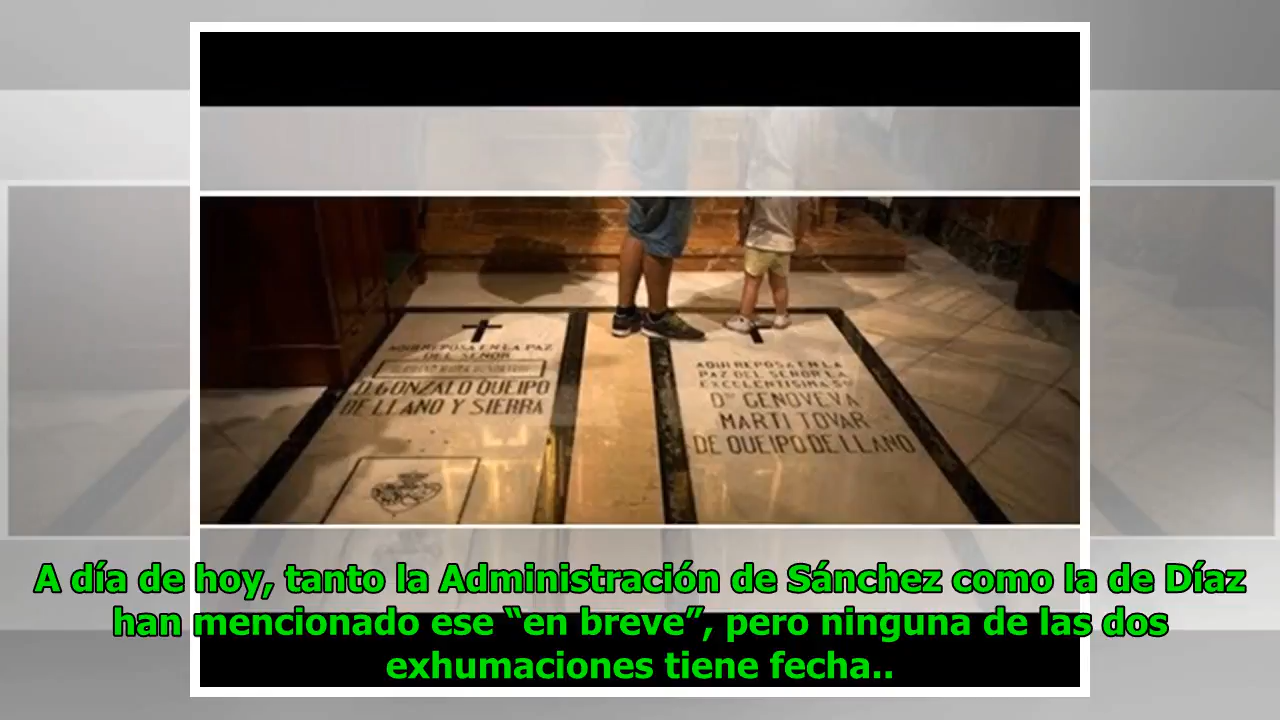 AQUI REPOSA EN LA PAZ
DEL SEÑOR
D. GONZALO QUEIPO
DE LLANO Y SIERRA
AQUI REPOSA EN LA
PAZ DEL SEÑOR LA
EXCELENTISIMA Sra
Dña GENOVEVA
MARTI TOVAR
DE QUEIPO DE LLANO
A día de hoy, tanto la Administración de Sánchez como la de Díaz
han mencionado ese “en breve”, pero ninguna de las dos
exhumaciones tiene fecha..